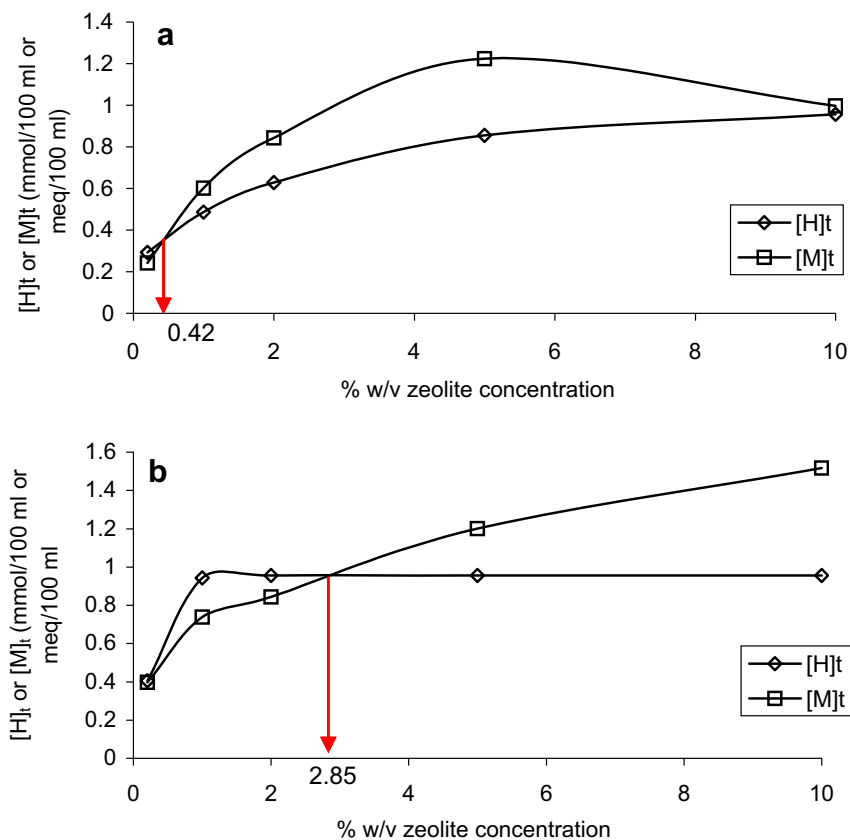 a
[H]t or [M]t (mmol/100 ml or
meq/100 ml)
1.4
1.2
1
0.8
0.6
0.4
0.2
0
[H]t
[M]t
0.42
0 2 4 6 8 10
% w/v zeolite concentration
b
[H]t or [M]t (mmol/100 ml or
meq/100 ml
1.6
1.4
1.2
1
0.8
0.6
0.4
0.2
0
[H]t
[M]t
2.85
0 2 4 6 8 10
% w/v zeolite concentration